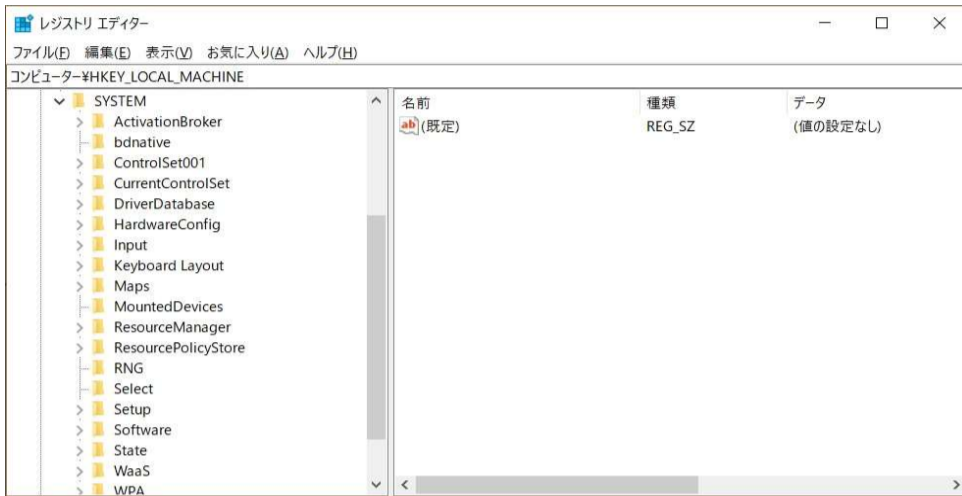 レジストリ エディター
ファイル(F) 編集(E) 表示(V) お気に入り(A) ヘルプ(H)
コンピューター¥HKEY_LOCAL_MACHINE
SYSTEM
ActivationBroker
bdnative
ControlSet001
CurrentControlSet
DriverDatabase
HardwareConfig
Input
Keyboard Layout
Maps
MountedDevices
ResourceManager
ResourcePolicyStore
RNG
Select
Setup
Software
State
WaaS
WPA
名前 種類 データ
ab (既定) REG_SZ (値の設定なし)